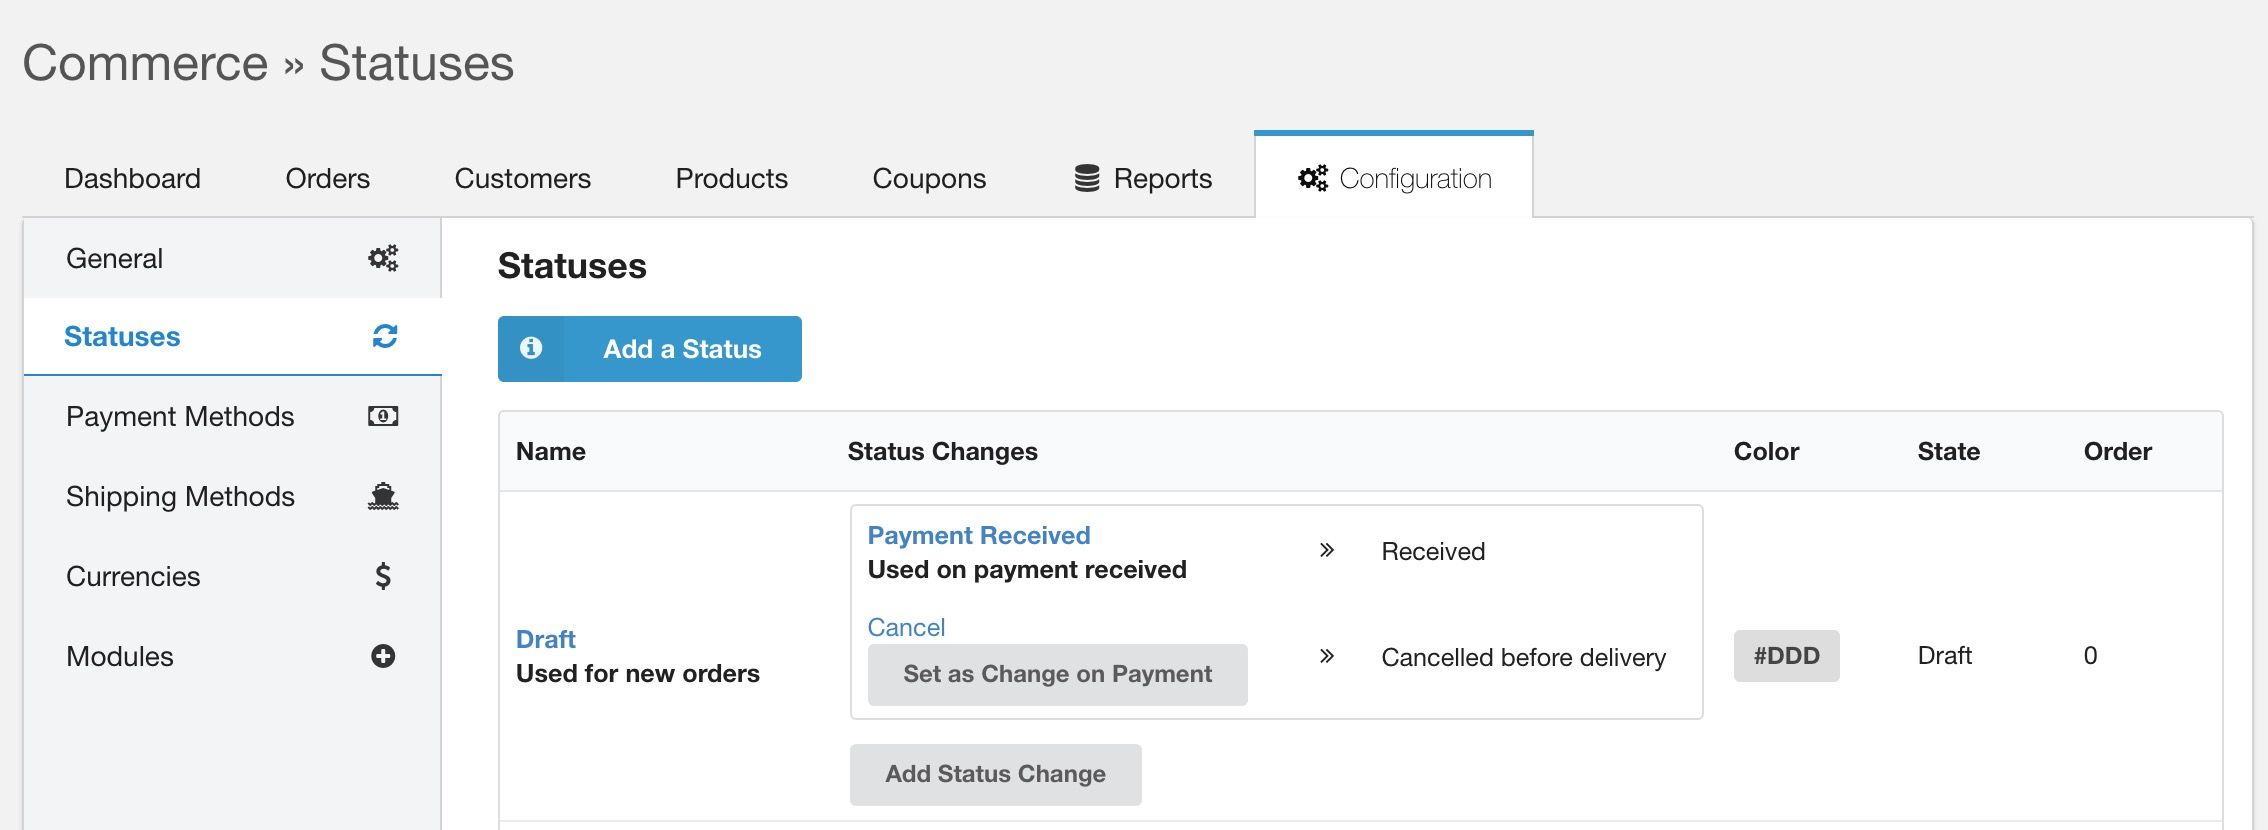 Commerce » Statuses
Dashboard Orders Customers Products Coupons Reports Configuration
General
Statuses
Payment Methods
Shipping Methods
Currencies
Modules
Statuses
Add a Status
Name Status Changes Color State Order
Draft
Used for new orders
Payment Received
Used on payment received
» Received
Cancel
Set as Change on Payment
» Cancelled before delivery
Add Status Change
#DDD
Draft
0